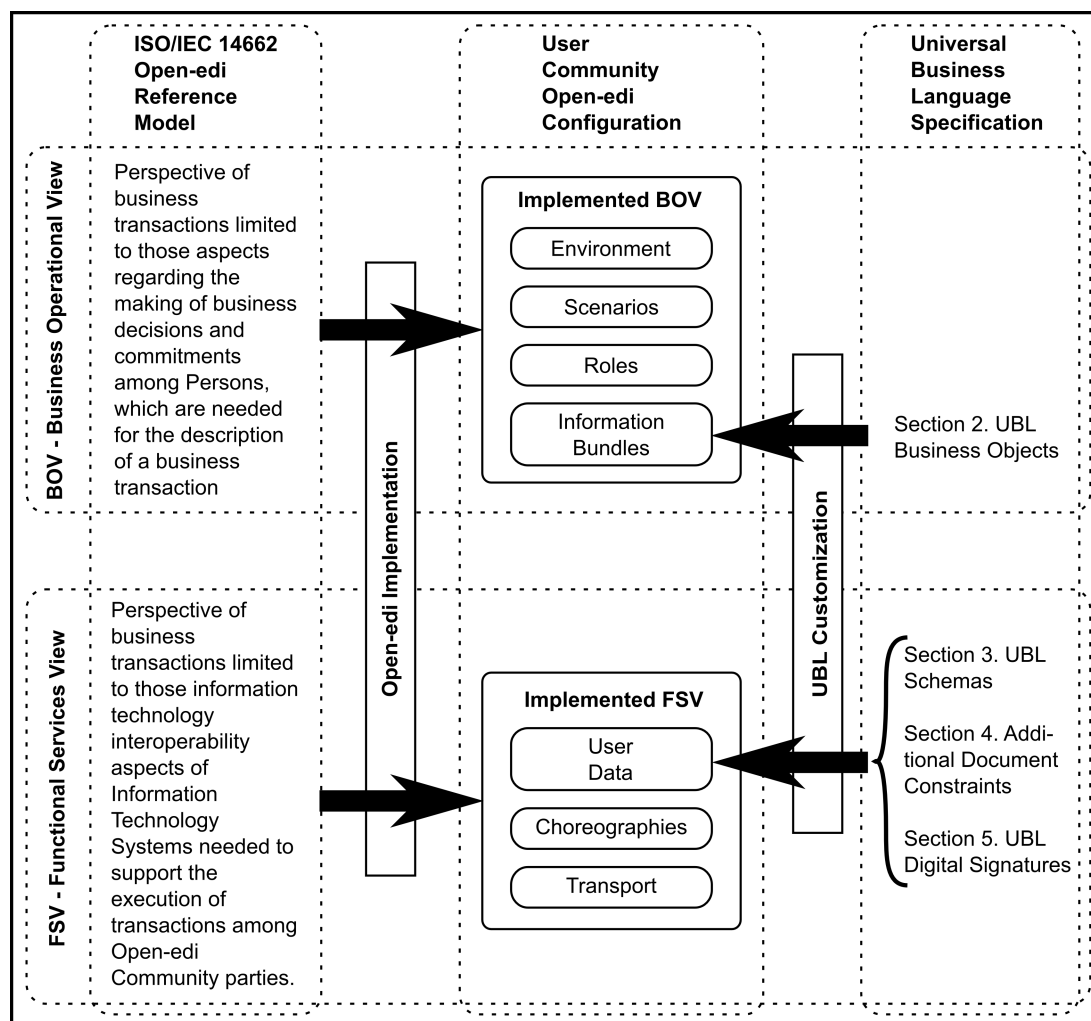 ISO/IEC 14662
Open-edi
Reference
Model
User
Community
Open-edi
Configuration
Universal
Business
Language
Specification
BOV - Business Operational View
Perspective of
business
transactions limited
to those aspects
regarding the
making of business
decisions and
commitments
among Persons,
which are needed
for the description
of a business
transaction
Open-edi Implementation
Implemented BOV
Environment
Scenarios
Roles
Information
Bundles
UBL Customization
Section 2. UBL
Business Objects
FSV - Functional Services View
Perspective of
business
transactions limited
to those information
technology
interoperability
aspects of
Information
Technology
Systems needed to
support the
execution of
transactions among
Open-edi
Community parties.
Implemented FSV
User
Data
Choreographies
Transport
Section 3. UBL
Schemas
Section 4. Addi-
tional Document
Constraints
Section 5. UBL
Digital Signatures